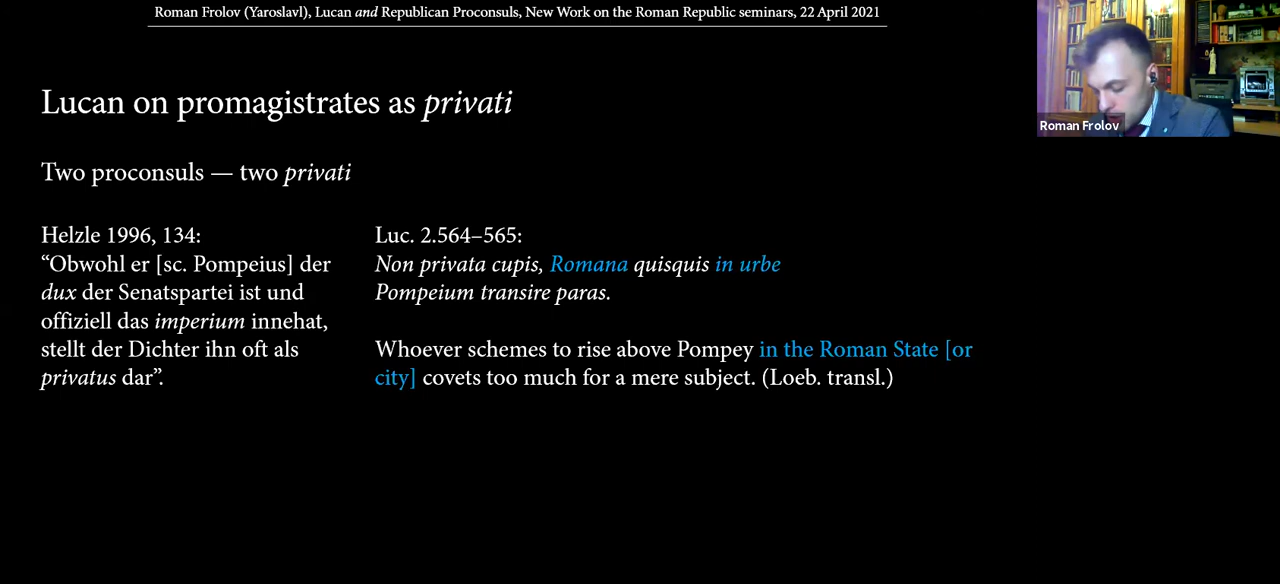 Roman Frolov (Yaroslavl), Lucan and Republican Proconsuls, New Work on the Roman Republic seminars, 22 April 2021
Roman Frolov
Lucan on promagistrates as privati
Two proconsuls — two privati
Helzle 1996, 134:
“Obwohl er [sc. Pompeius] der
dux der Senatspartei ist und
offiziell das imperium innehat,
stellt der Dichter ihn oft als
privatus dar”.
Luc. 2.564–565:
Non privata cupis, Romana quisquis in urbe
Pompeium transire paras.
Whoever schemes to rise above Pompey in the Roman State [or
city] covets too much for a mere subject. (Loeb. transl.)